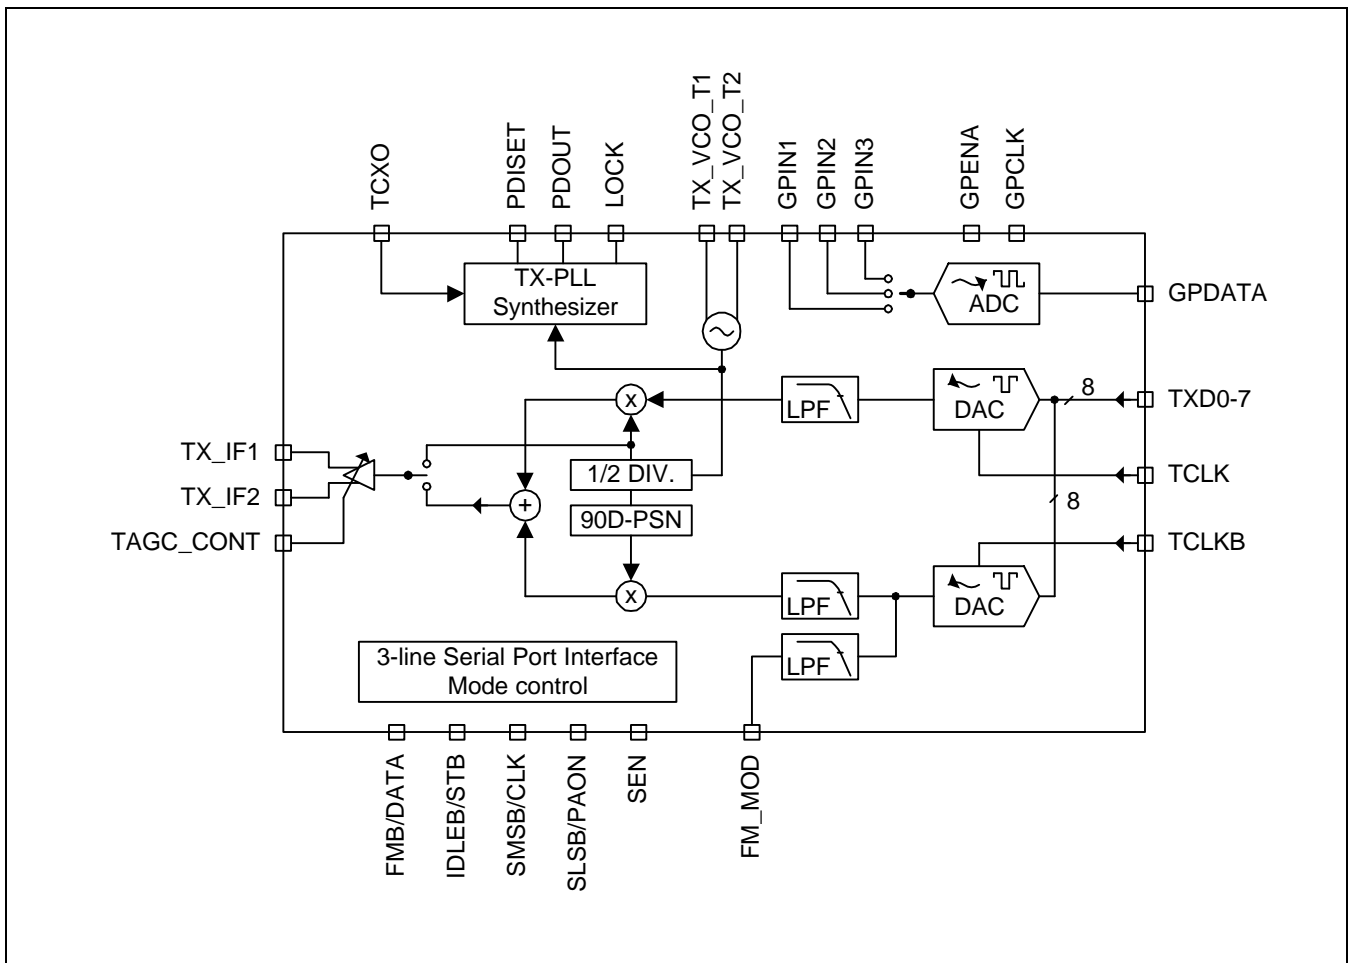 TCXO
PDISET
PDOUT
LOCK
TX_VCO_T1
TX_VCO_T2
GPIN1
GPIN2
GPIN3
GPENA
GPCLK
TX-PLL
Synthesizer
ADC
GPDATA
X
LPF
DAC
8
TXD0-7
TX_IF1
1/2 DIV.
TCLK
TX_IF2
+
90D-PSN
8
TAGC_CONT
TCLKB
X
LPF
DAC
3-line Serial Port Interface
Mode control
LPF
FMB/DATA
IDLEB/STB
SMSB/CLK
SLSB/PAON
SEN
FM_MOD